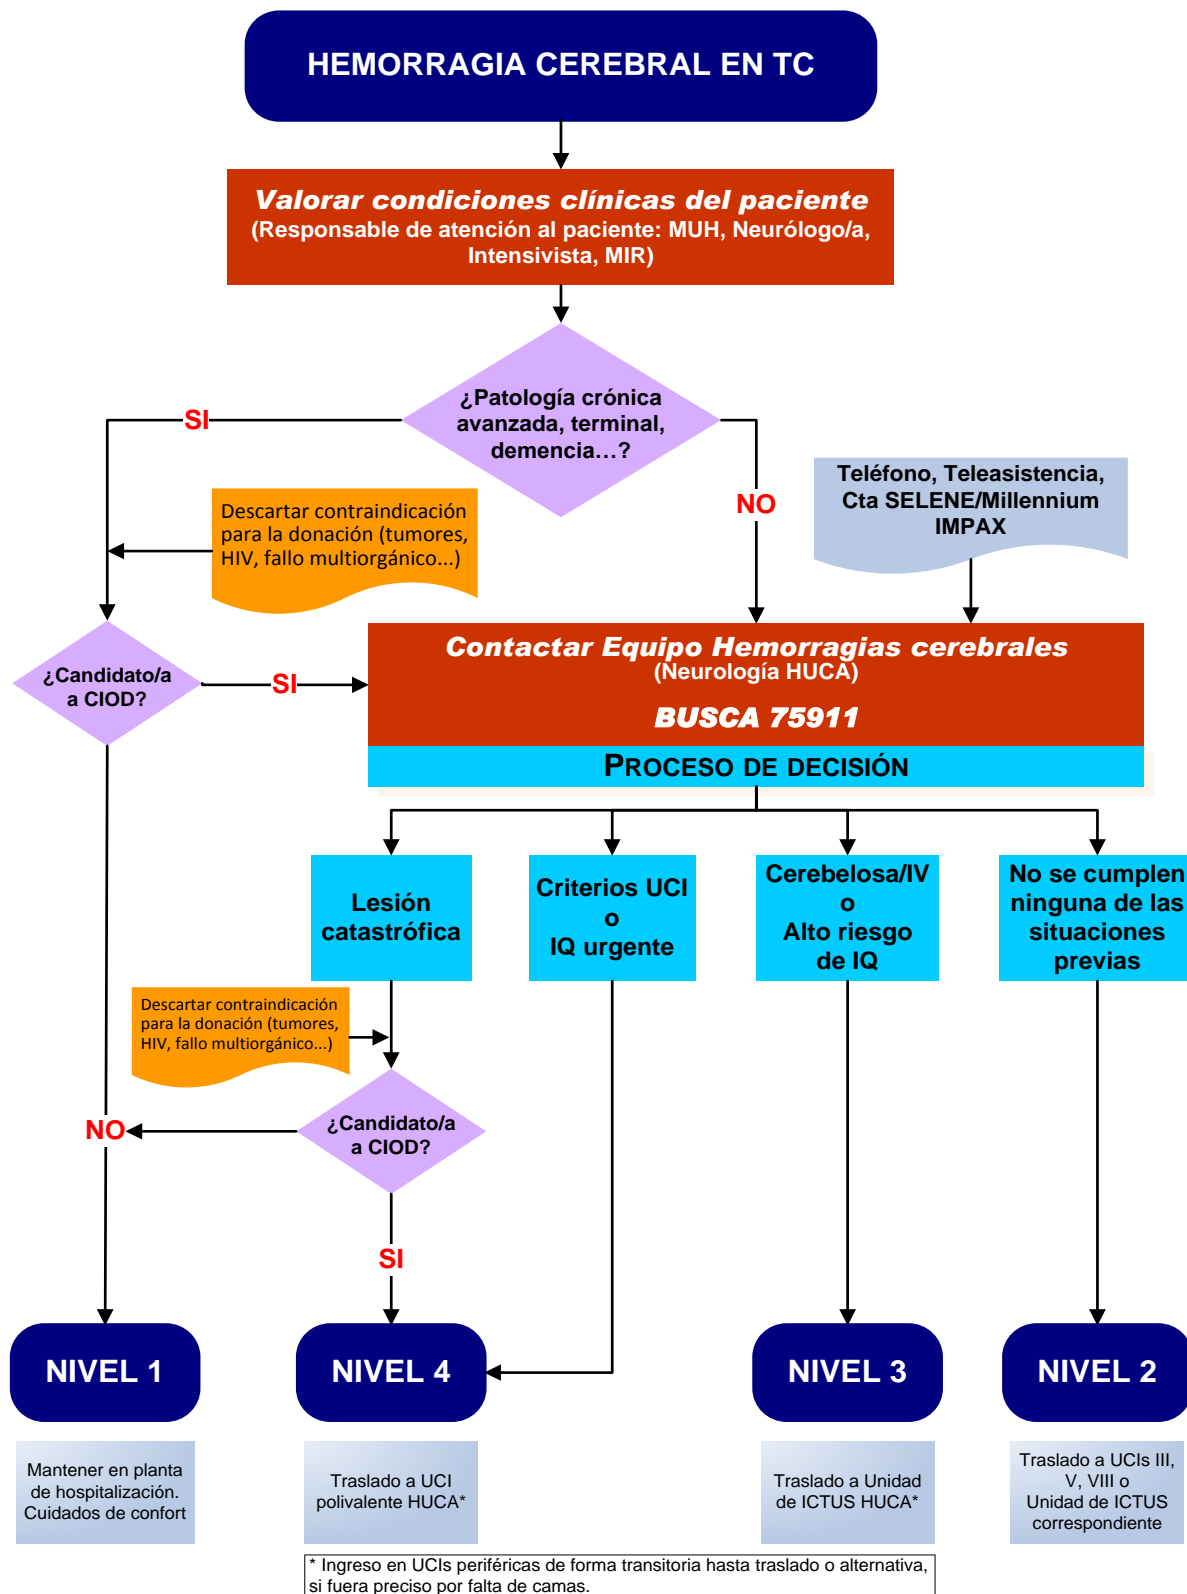 HEMORRAGIA CEREBRAL EN TC
Valorar condiciones clínicas del paciente
(Responsable de atención al paciente: MUH, Neurólogo/a,
Intensivista, MIR)
¿Patología crónica
avanzada, terminal,
demencia…?
SI
NO
Teléfono, Teleasistencia,
Cta SELENE/Millennium
IMPAX
Descartar contraindicación
para la donación (tumores,
HIV, fallo multiorgánico...)
¿Candidato/a
a CIOD?
SI
Contactar Equipo Hemorragias cerebrales
(Neurología HUCA)
BUSCA 75911
PROCESO DE DECISIÓN
Lesión
catastrófica
Criterios UCI
o
IQ urgente
Cerebelosa/IV
o
Alto riesgo
de IQ
No se cumplen
ninguna de las
situaciones
previas
Descartar contraindicación
para la donación (tumores,
HIV, fallo multiorgánico...)
¿Candidato/a
a CIOD?
NO
SI
NIVEL 1
NIVEL 4
NIVEL 3
NIVEL 2
Mantener en planta
de hospitalización.
Cuidados de confort
Traslado a UCI
polivalente HUCA*
Traslado a Unidad
de ICTUS HUCA*
Traslado a UCIs III,
V, VIII o
Unidad de ICTUS
correspondiente
* Ingreso en UCIs periféricas de forma transitoria hasta traslado o alternativa,
si fuera preciso por falta de camas.